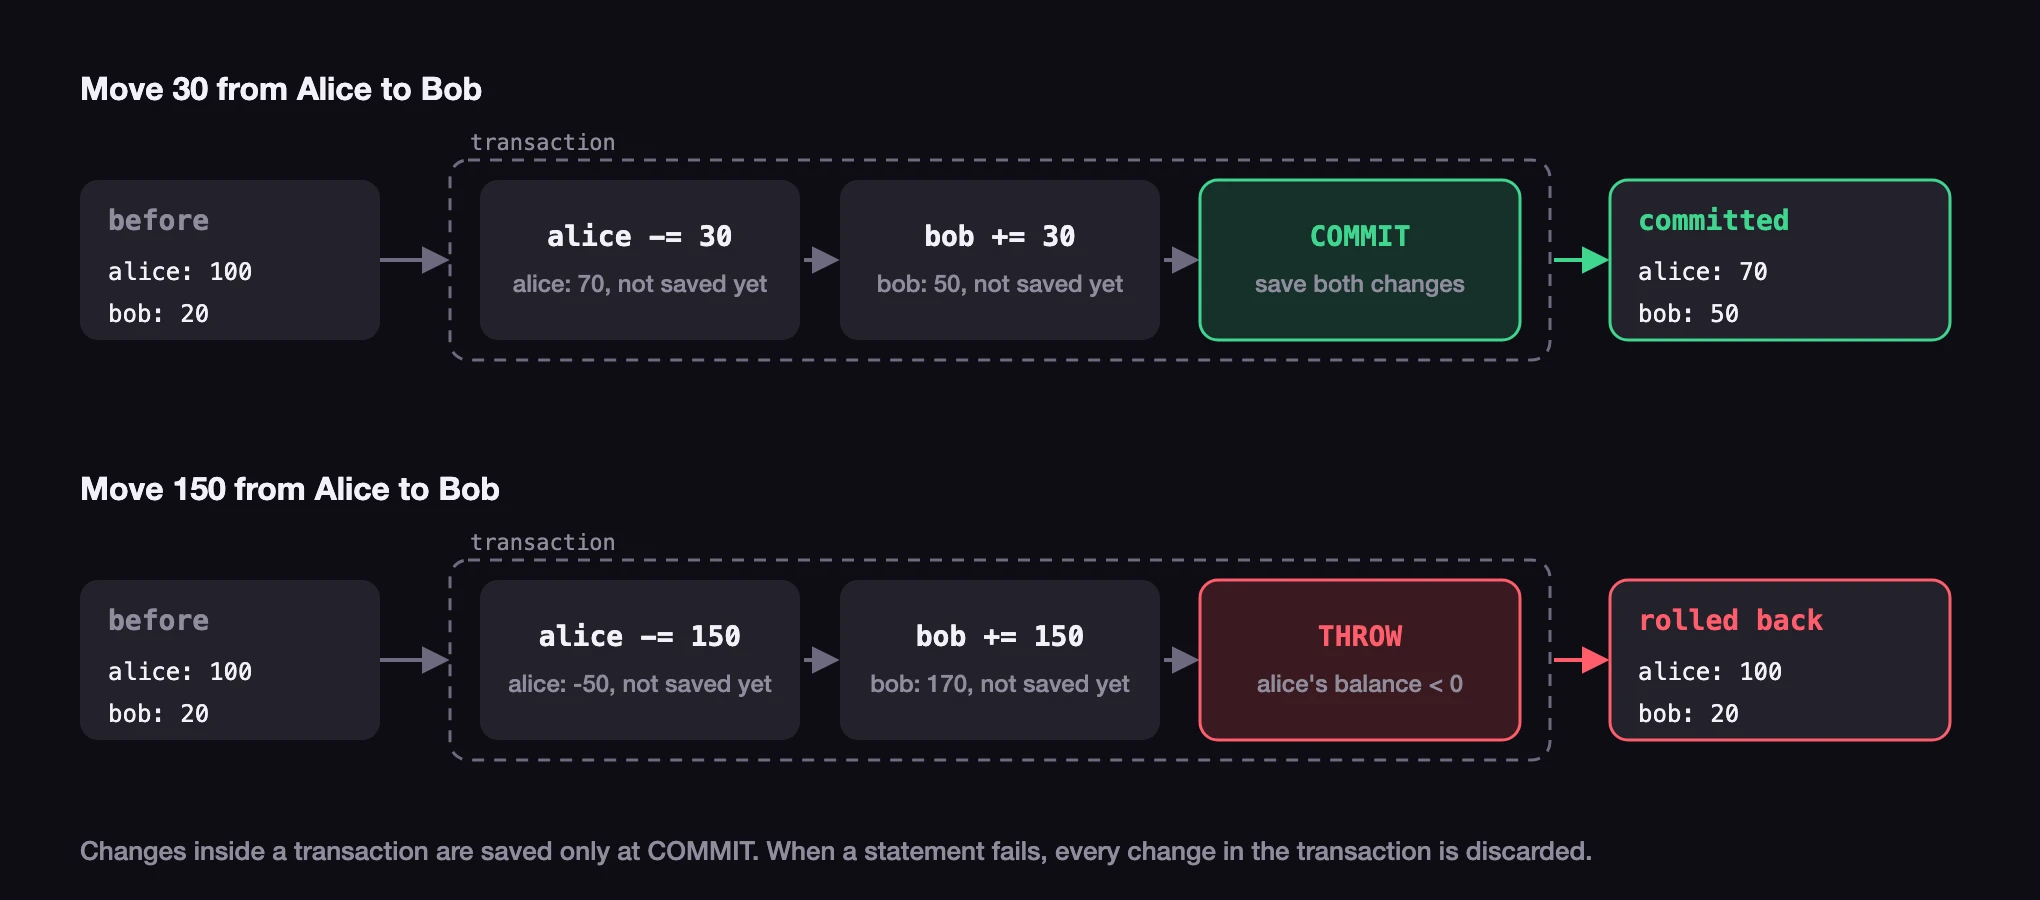 Move 30 from Alice to Bob
transaction
before
alice: 100
bob: 20
alice −= 30
alice: 70, not saved yet
bob += 30
bob: 50, not saved yet
COMMIT
save both changes
committed
alice: 70
bob: 50
Move 150 from Alice to Bob
transaction
before
alice: 100
bob: 20
alice −= 150
alice: -50, not saved yet
bob += 150
bob: 170, not saved yet
THROW
alice's balance < 0
rolled back
alice: 100
bob: 20
Changes inside a transaction are saved only at COMMIT. When a statement fails, every change in the transaction is discarded.